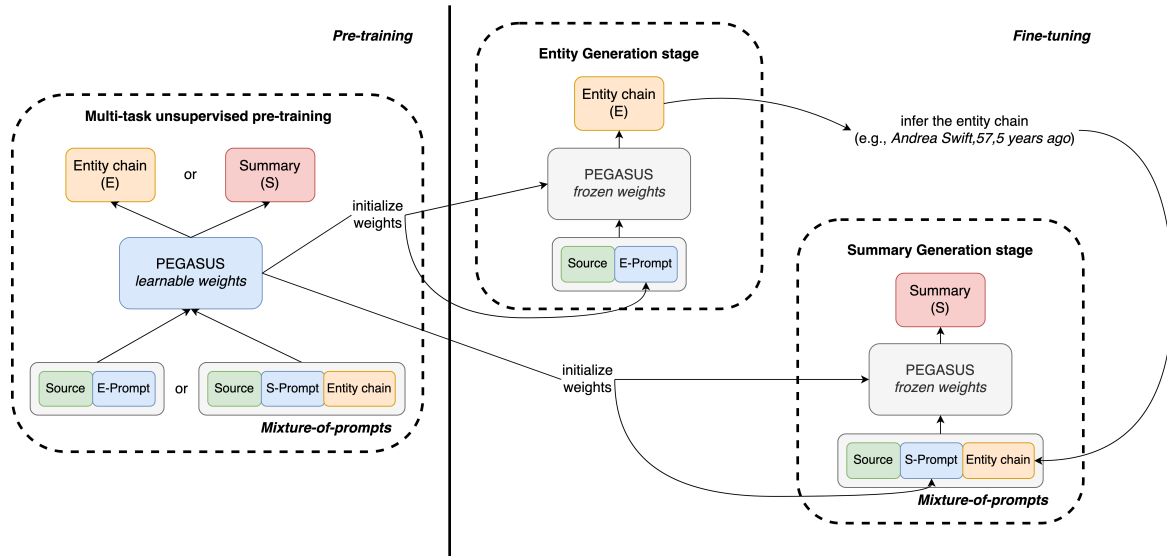 Pre-training
Multi-task unsupervised pre-training
Entity chain
(E)
or
Summary
(S)
PEGASUS
learnable weights
Source
E-Prompt
or
Source
S-Prompt
Entity chain
Mixture-of-prompts
Fine-tuning
Entity Generation stage
Entity chain
(E)
PEGASUS
frozen weights
Source
E-Prompt
initialize
weights
infer the entity chain
(e.g., Andrea Swift,57,5 years ago)
initialize
weights
Summary Generation stage
Summary
(S)
PEGASUS
frozen weights
Source
S-Prompt
Entity chain
Mixture-of-prompts